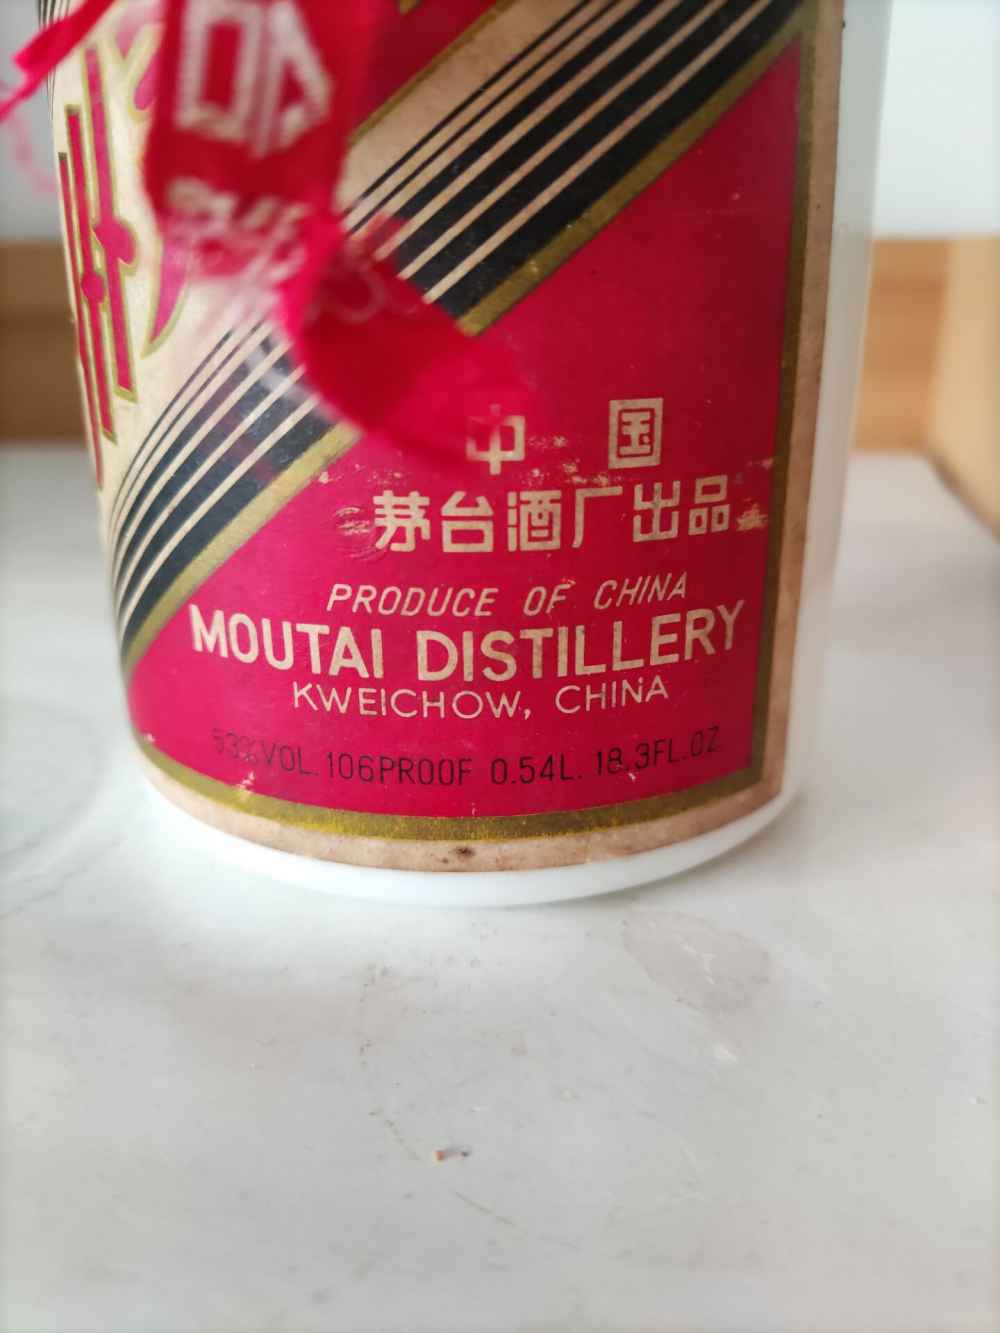 中国
茅台酒厂出品
PRODUCE OF CHINA
MOUTAI DISTILLERY
KWEICHOW, CHINA
53%VOL. 106PROOF 0.54L. 18.3FL.OZ.